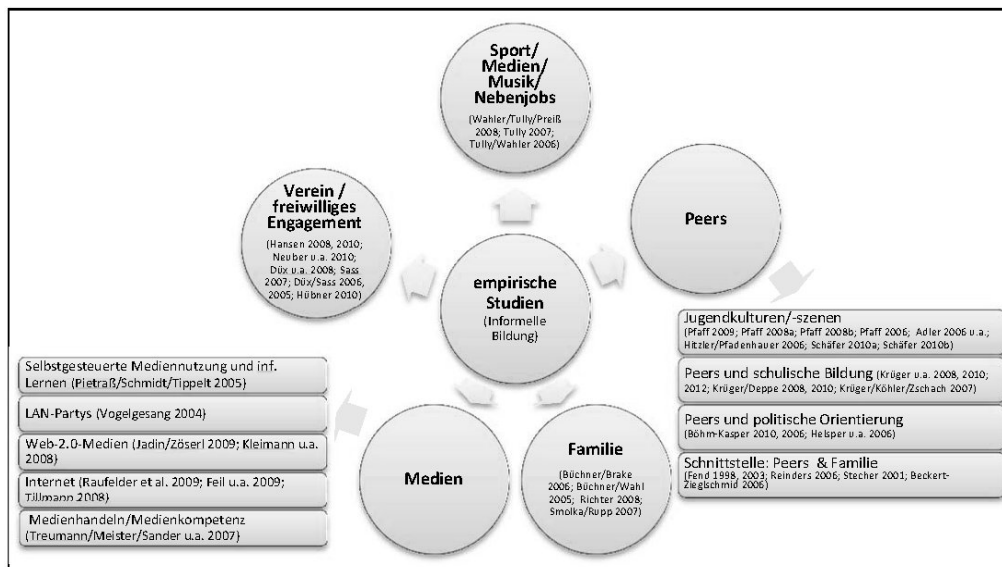 Sport/
Medien/
Musik/
Nebenjobs
(Wahler/Tully/Preiß
2008; Tully 2007;
Tully/Wahler 2006)
Verein /
freiwilliges
Engagement
(Hansen 2008, 2010;
Neuber u.a. 2010;
Düx u.a. 2008; Sass
2007; Düx/Sass 2006,
2005; Hübner 2010)
Peers
empirische
Studien
(Informelle
Bildung)
Jugendkulturen/-szenen
(Pfaff 2009; Pfaff 2008a; Pfaff 2008b; Pfaff 2006; Adler 2006 u.a.;
Hitzler/Pfadenhauer 2006; Schäfer 2010a; Schäfer 2010b)
Peers und schulische Bildung (Krüger u.a. 2008, 2010;
2012; Krüger/Deppe 2008, 2010; Krüger/Köhler/Zschach 2007)
Peers und politische Orientierung
(Böhm-Kasper 2010, 2006; Helsper u.a. 2006)
Schnittstelle: Peers & Familie
(Fend 1998, 2003; Reinders 2006; Stecher 2001; Beckert-
Zieglschmid 2006)
Selbstgesteuerte Mediennutzung und inf.
Lernen (Pietraß/Schmidt/Tippelt 2005)
LAN-Partys (Vogelgesang 2004)
Web-2.0-Medien (Jadin/Zöserl 2009; Kleimann u.a.
2008)
Internet (Raufelder et al. 2009; Feil u.a. 2009;
Tillmann 2008)
Medienhandeln/Medienkompetenz
(Treumann/Meister/Sander u.a. 2007)
Medien
Familie
(Büchner/Brake
2006; Büchner/Wahl
2005; Richter 2008;
Smolka/Rupp 2007)